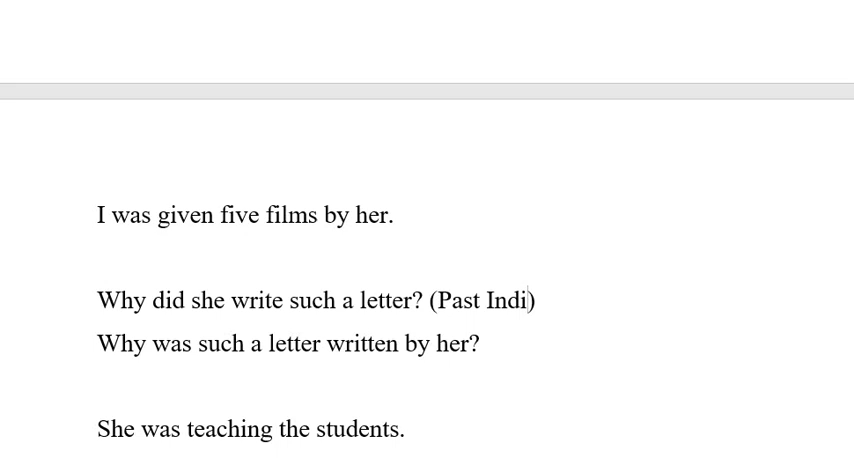 I was given five films by her.
Why did she write such a letter? (Past Indi)
Why was such a letter written by her?
She was teaching the students.